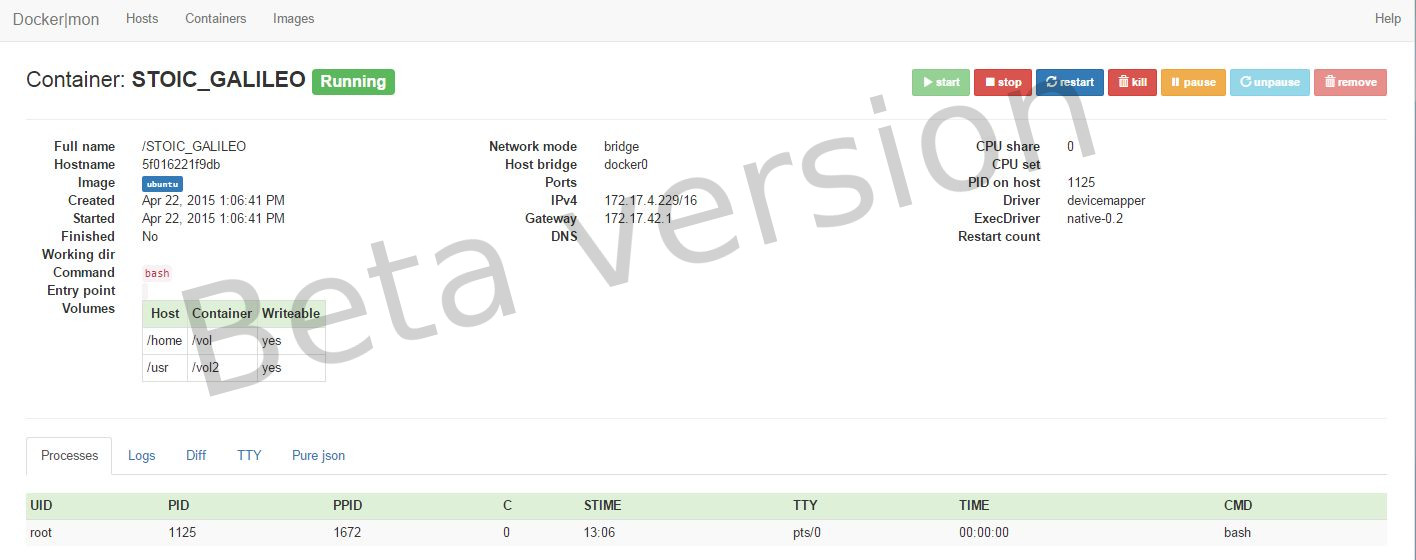 Docker|mon Hosts Containers Images Help
Container: STOIC_GALILEO Running start stop restart kill pause unpause remove
Full name /STOIC_GALILEO Network mode bridge CPU share 0
Hostname 5f016221f9db Host bridge docker0 CPU set
Image ubuntu Ports PID on host 1125
Created Apr 22, 2015 1:06:41 PM IPv4 172.17.4.229/16 Driver devicemapper
Started Apr 22, 2015 1:06:41 PM Gateway 172.17.42.1 ExecDriver native-0.2
Finished No DNS Restart count
Working dir
Command bash
Entry point
Volumes
Host Container Writeable
/home /vol yes
/usr /vol2 yes
Beta version
Processes Logs Diff TTY Pure json
UID PID PPID C STIME TTY TIME CMD
root 1125 1672 0 13:06 pts/0 00:00:00 bash